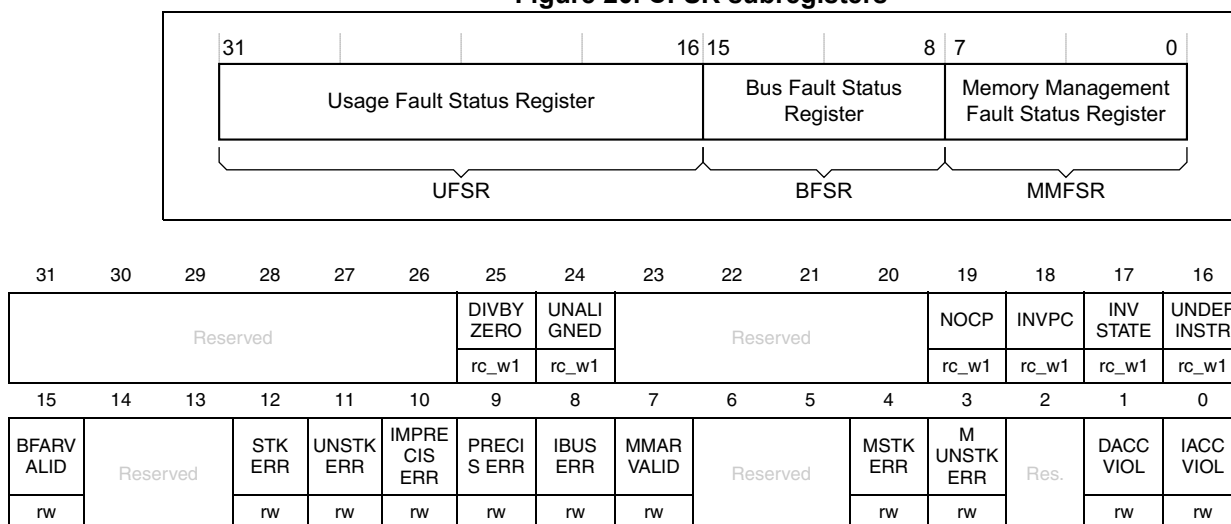 Figure CFSR subregisters
31 16 15 8 7 0
Usage Fault Status Register
Bus Fault Status
Register
Memory Management
Fault Status Register
UFSR BFSR MMFSR
31 30 29 28 27 26 25 24 23 22 21 20 19 18 17 16
Reserved
DIVBY
ZERO
UNALI
GNED
Reserved
NOCP
INVPC
INV
STATE
UNDEF
INSTR
rc_w1 rc_w1 rc_w1 rc_w1 rc_w1 rc_w1
15 14 13 12 11 10 9 8 7 6 5 4 3 2 1 0
BFARV
ALID
Reserved
STK
ERR
UNSTK
ERR
IMPRE
CIS
ERR
PRECI
S ERR
IBUS
ERR
MMAR
VALID
Reserved
MSTK
ERR
M
UNSTK
ERR
Res.
DACC
VIOL
IACC
VIOL
rw rw rw rw rw rw rw rw rw rw rw